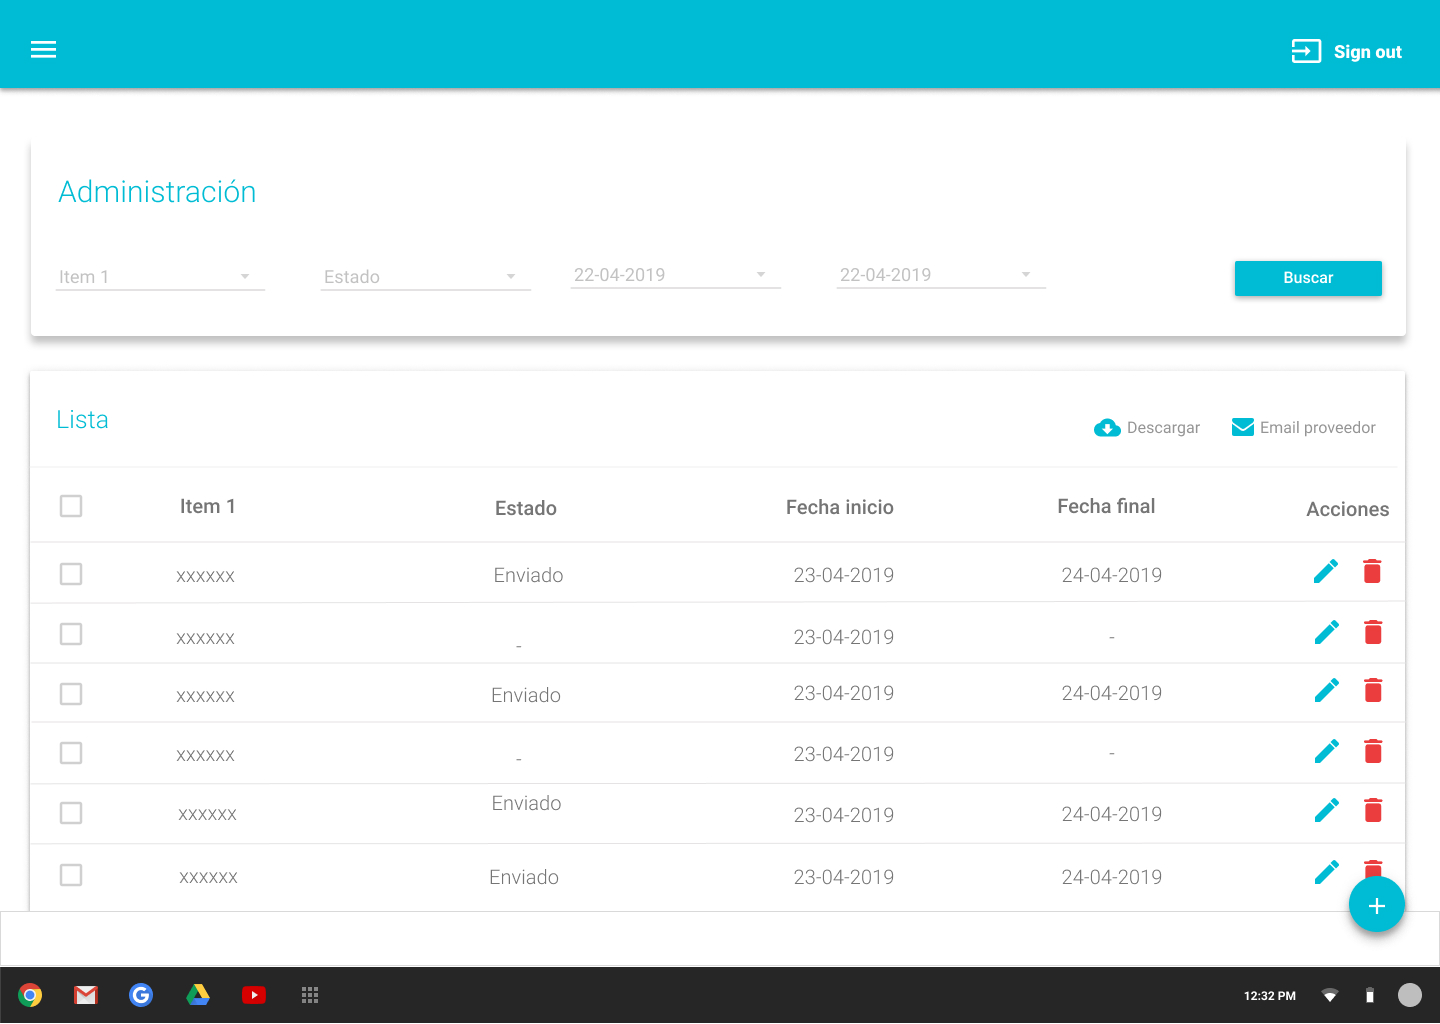 Sign out
Administración
Item 1 Estado 22-04-2019 22-04-2019 Buscar
Lista Descargar Email proveedor
Item 1 Estado Fecha inicio Fecha final Acciones
xxxxxx Enviado 23-04-2019 24-04-2019
xxxxxx - 23-04-2019 -
xxxxxx Enviado 23-04-2019 24-04-2019
xxxxxx - 23-04-2019 -
xxxxxx Enviado 23-04-2019 24-04-2019
xxxxxx Enviado 23-04-2019 24-04-2019
12:32 PM